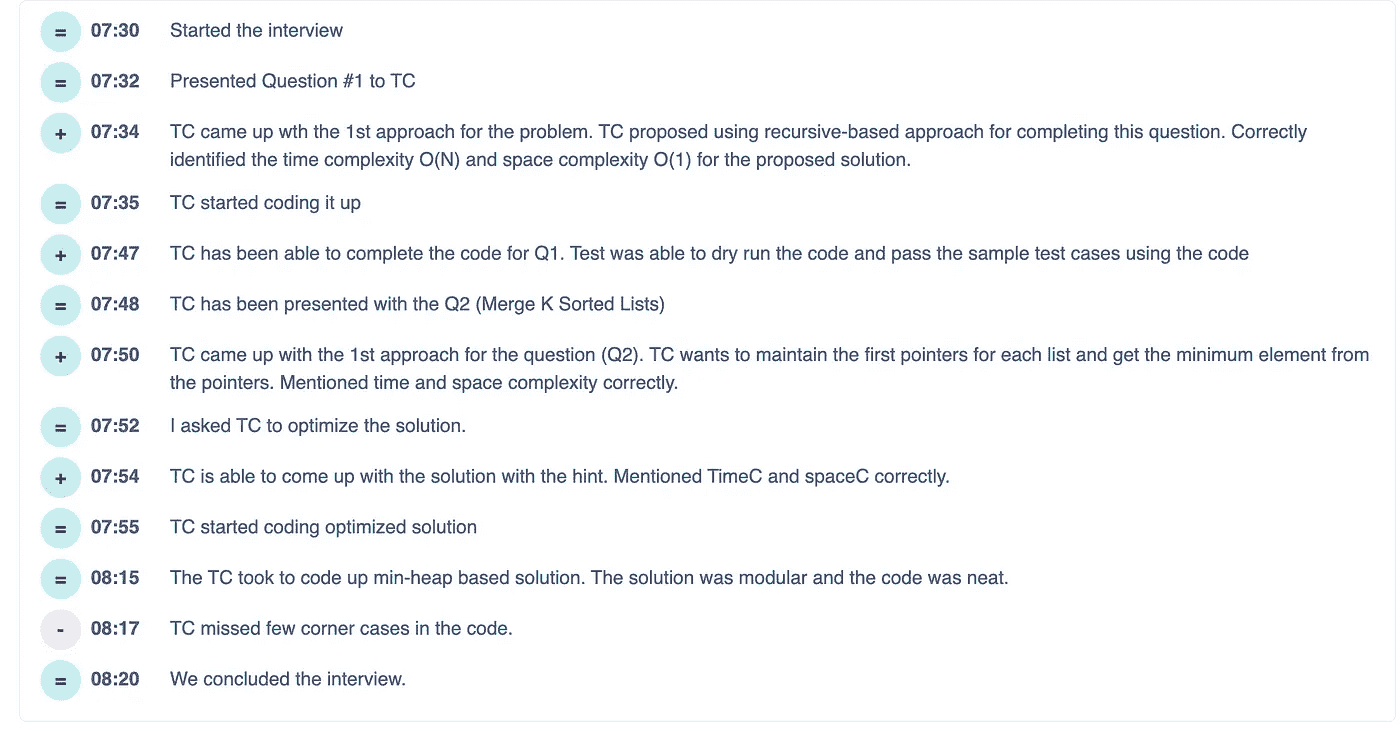 = 07:30 Started the interview
= 07:32 Presented Question #1 to TC
+ 07:34 TC came up wth the 1st approach for the problem. TC proposed using recursive-based approach for completing this question. Correctly
identified the time complexity O(N) and space complexity O(1) for the proposed solution.
= 07:35 TC started coding it up
+ 07:47 TC has been able to complete the code for Q1. Test was able to dry run the code and pass the sample test cases using the code
= 07:48 TC has been presented with the Q2 (Merge K Sorted Lists)
+ 07:50 TC came up with the 1st approach for the question (Q2). TC wants to maintain the first pointers for each list and get the minimum element from
the pointers. Mentioned time and space complexity correctly.
= 07:52 I asked TC to optimize the solution.
+ 07:54 TC is able to come up with the solution with the hint. Mentioned TimeC and spaceC correctly.
= 07:55 TC started coding optimized solution
= 08:15 The TC took to code up min-heap based solution. The solution was modular and the code was neat.
- 08:17 TC missed few corner cases in the code.
= 08:20 We concluded the interview.